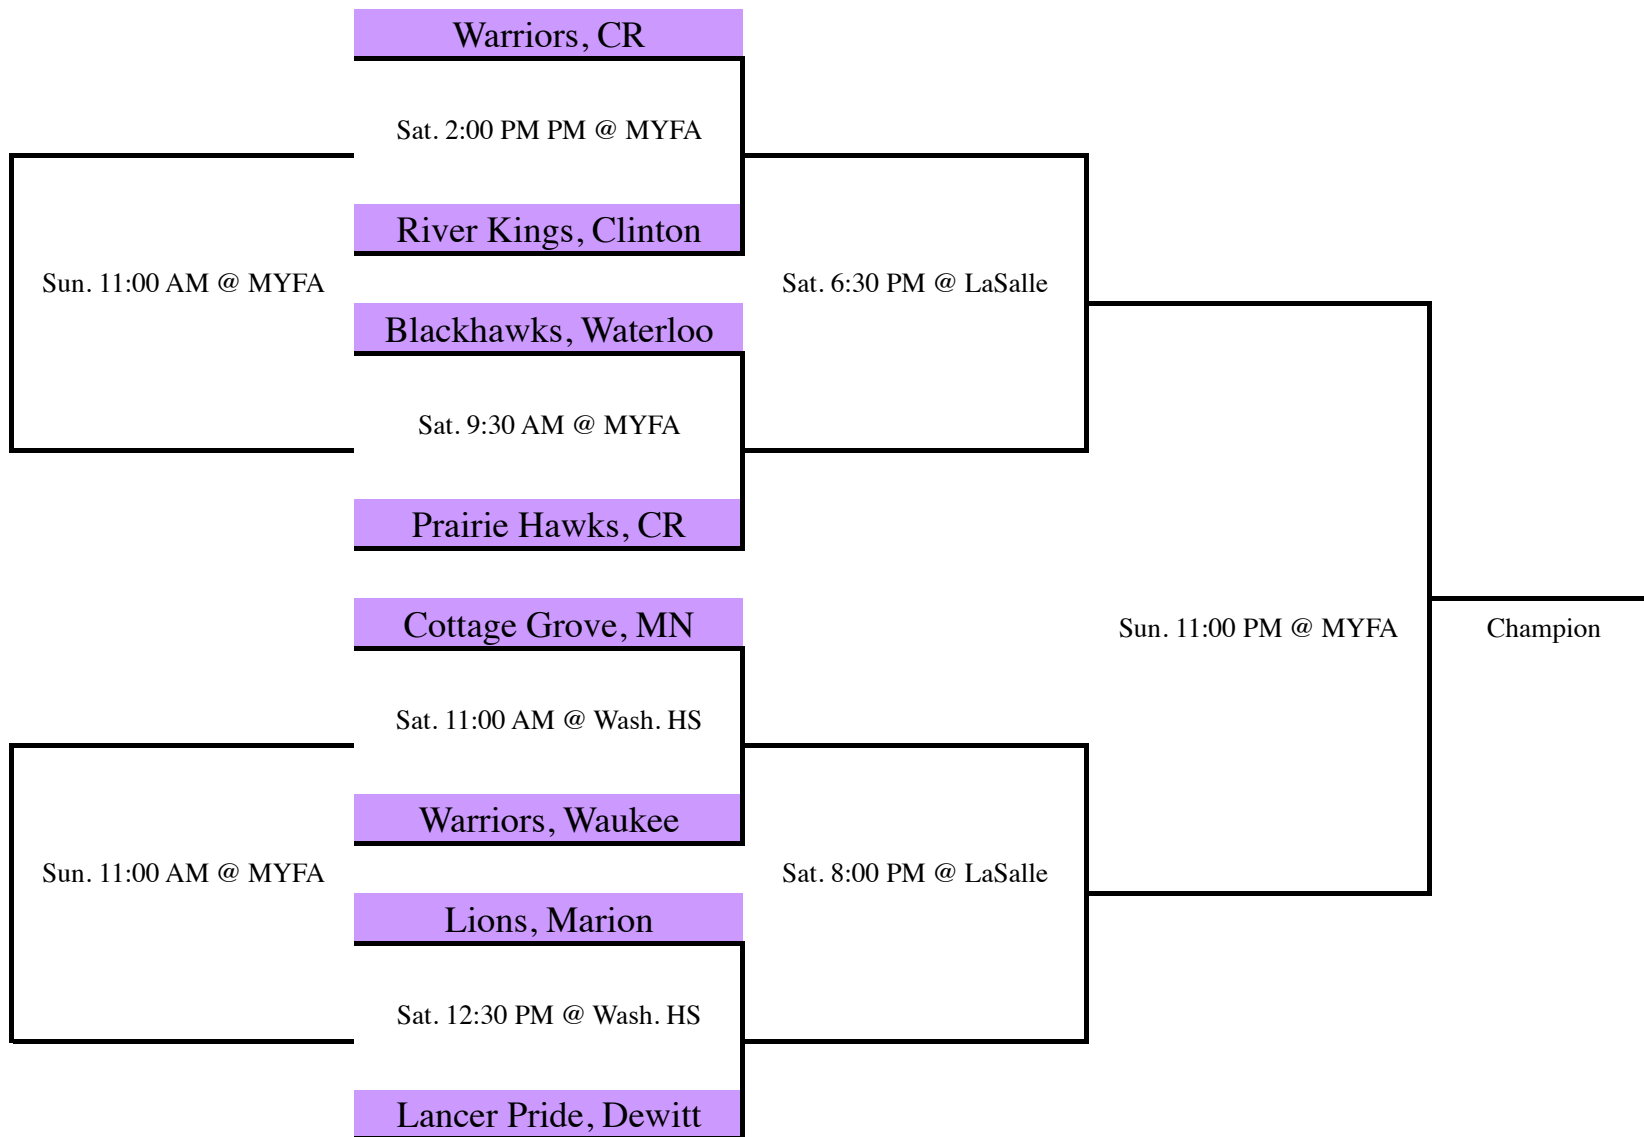 Warriors, CR
Sat. 2:00 PM PM @ MYFA
River Kings, Clinton
Sun. 11:00 AM @ MYFA
Sat. 6:30 PM @ LaSalle
Blackhawks, Waterloo
Sat. 9:30 AM @ MYFA
Prairie Hawks, CR
Cottage Grove, MN
Sun. 11:00 PM @ MYFA
Champion
Sat. 11:00 AM @ Wash. HS
Warriors, Waukee
Sun. 11:00 AM @ MYFA
Sat. 8:00 PM @ LaSalle
Lions, Marion
Sat. 12:30 PM @ Wash. HS
Lancer Pride, Dewitt